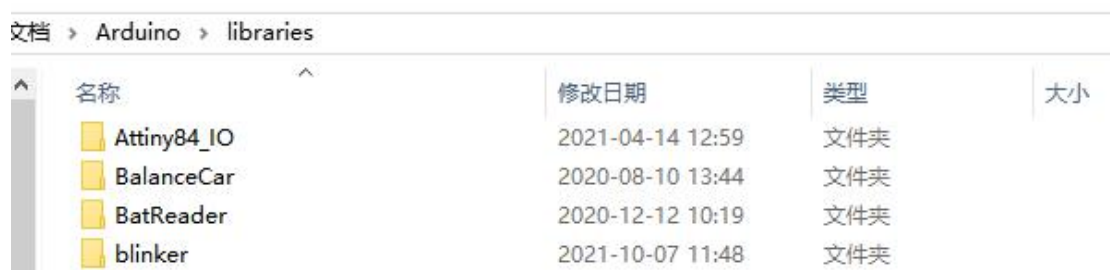 文档 > Arduino > libraries
名称 修改日期 类型 大小
Attiny84_IO 2021-04-14 12:59 文件夹
BalanceCar 2020-08-10 13:44 文件夹
BatReader 2020-12-12 10:19 文件夹
blinker 2021-10-07 11:48 文件夹